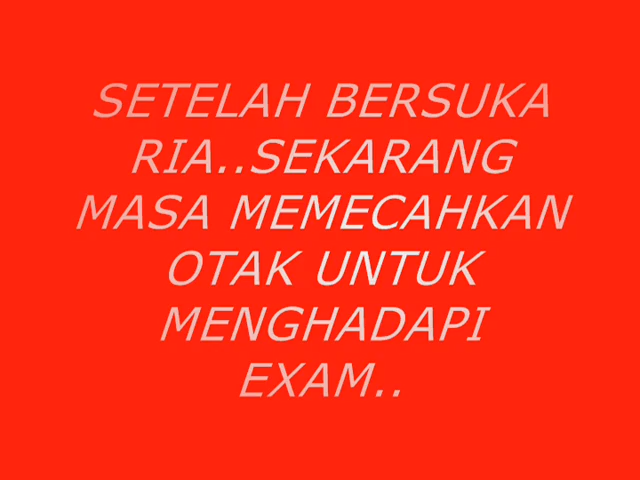 SETELAH BERSUKA
RIA..SEKARANG
MASA MEMECAHKAN
OTAK UNTUK
MENGHADAPI
EXAM..